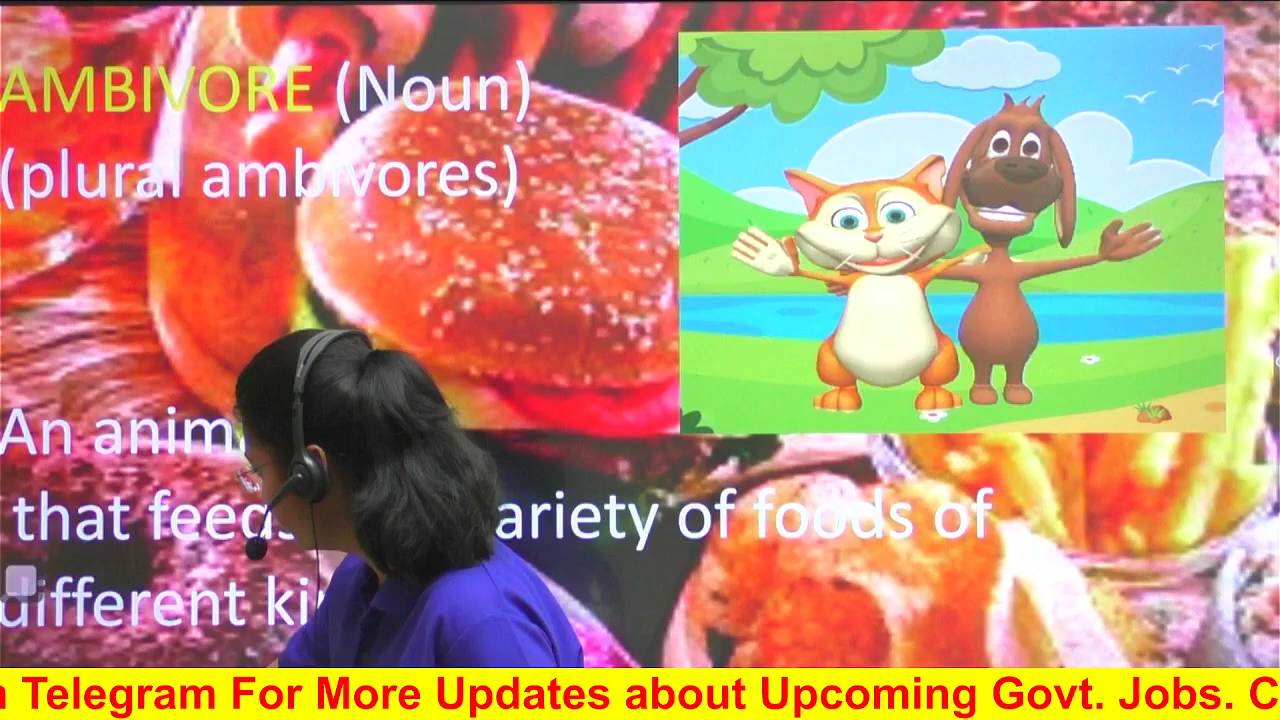 AMBIVORE (Noun)
(plural ambivores)
An anim
that feeds ariety of foods of
different ki
Telegram For More Updates about Upcoming Govt. Jobs. C